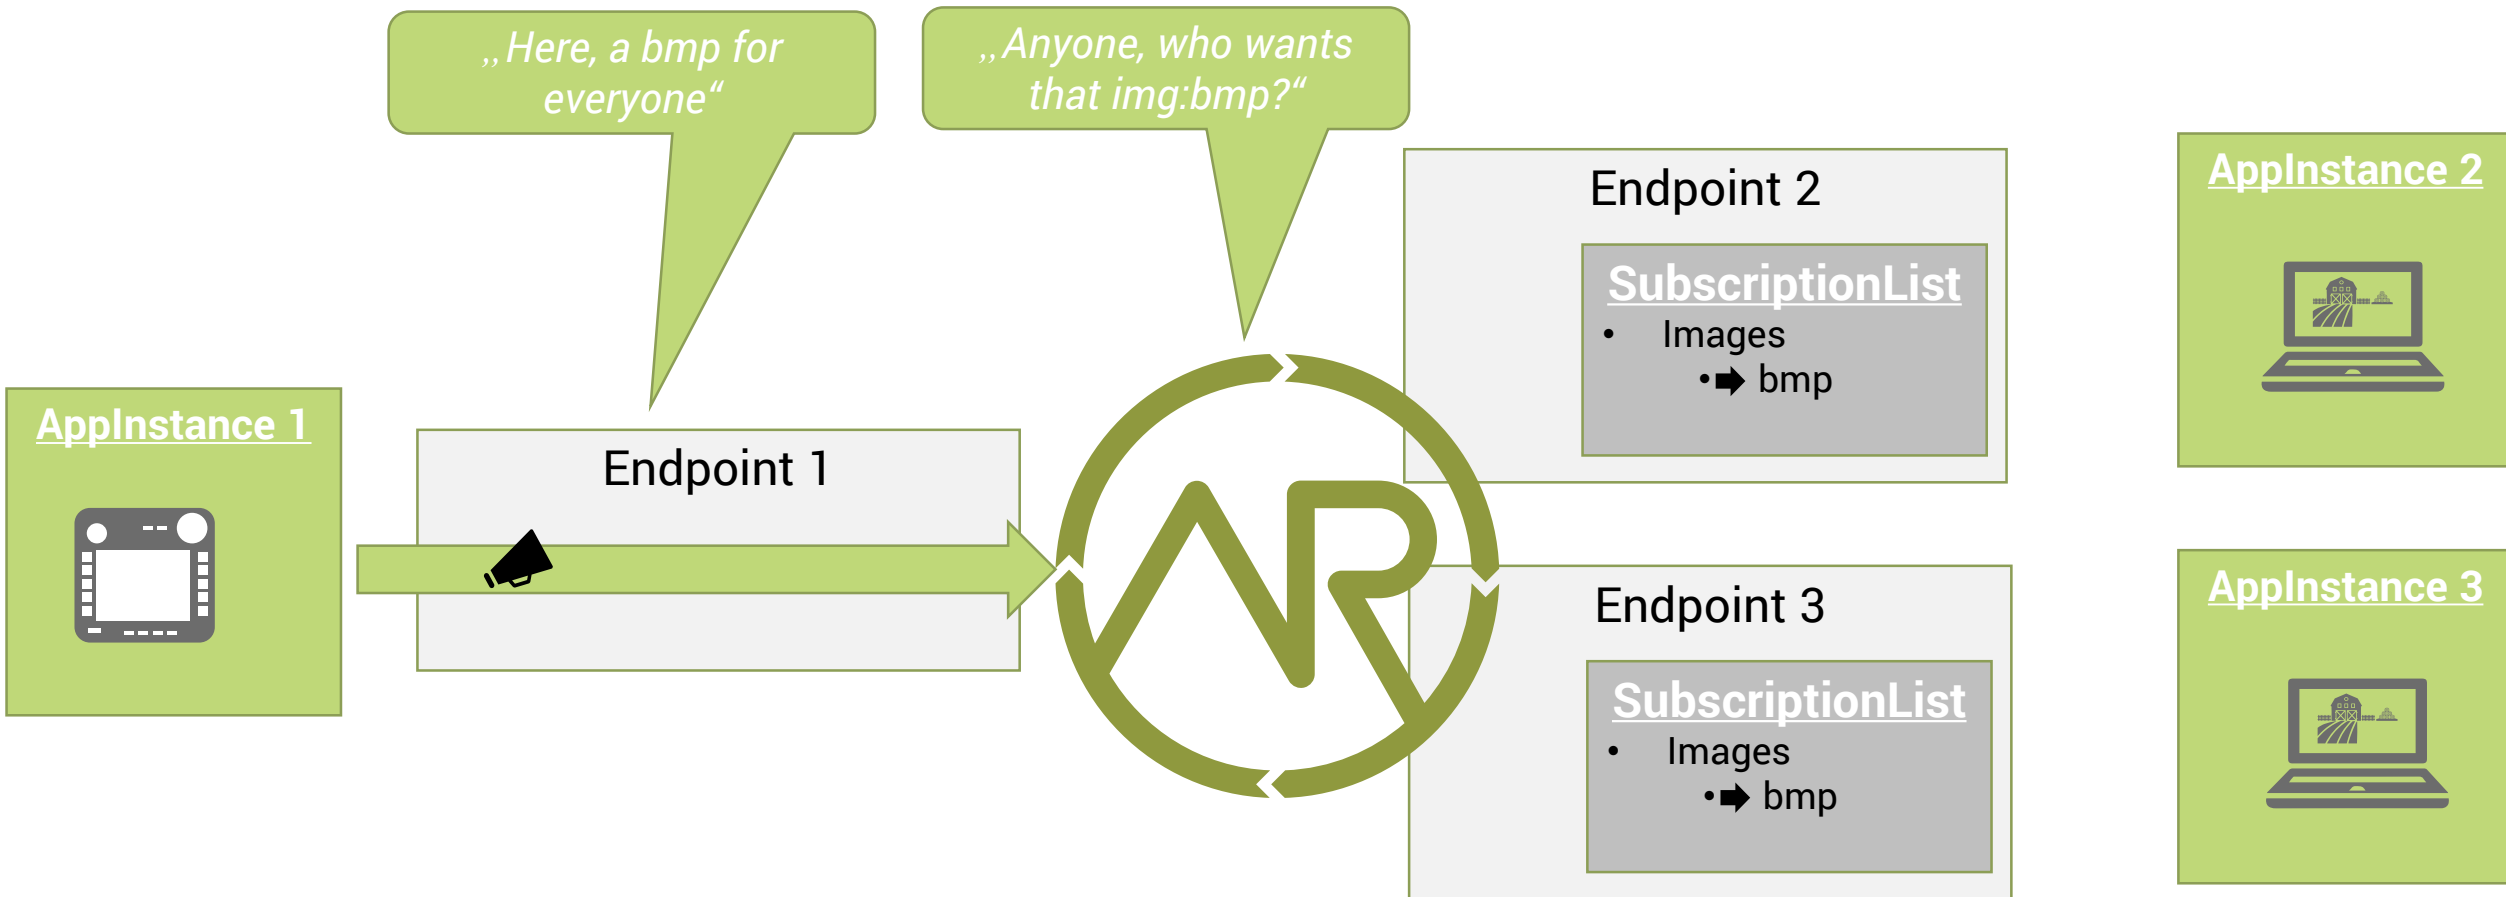 „Here, a bmp for
everyone“
„Anyone, who wants
that img:bmp?“
AppInstance 1
Endpoint 1
Endpoint 2
SubscriptionList
• Images
•🡆 bmp
AppInstance 2
Endpoint 3
SubscriptionList
• Images
•🡆 bmp
AppInstance 3